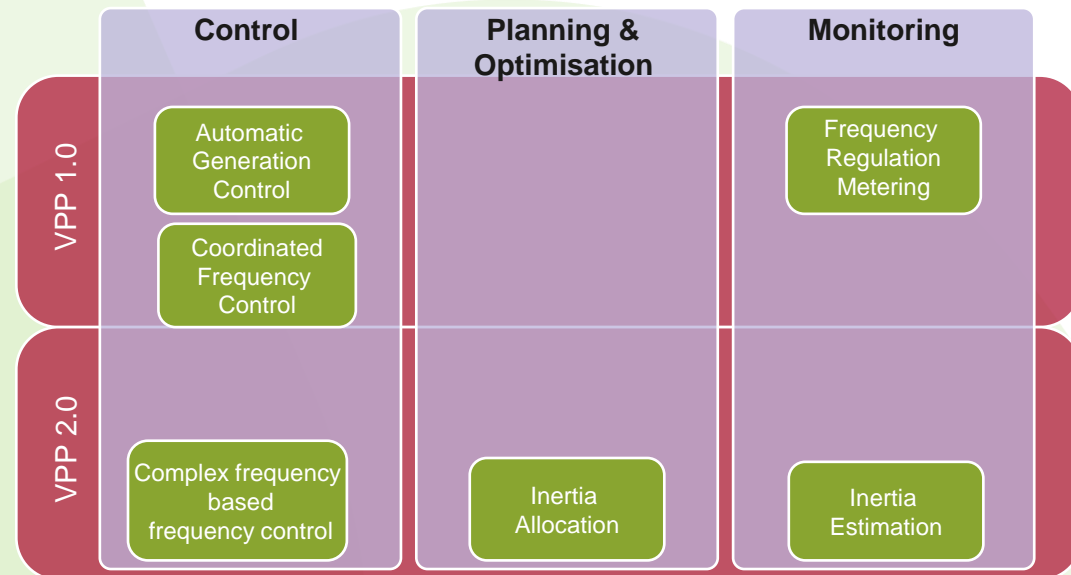 Control
Planning &
Optimisation
Monitoring
VPP 1.0
Automatic
Generation
Control
Coordinated
Frequency
Control
Frequency
Regulation
Metering
VPP 2.0
Complex frequency
based
frequency control
Inertia
Allocation
Inertia
Estimation